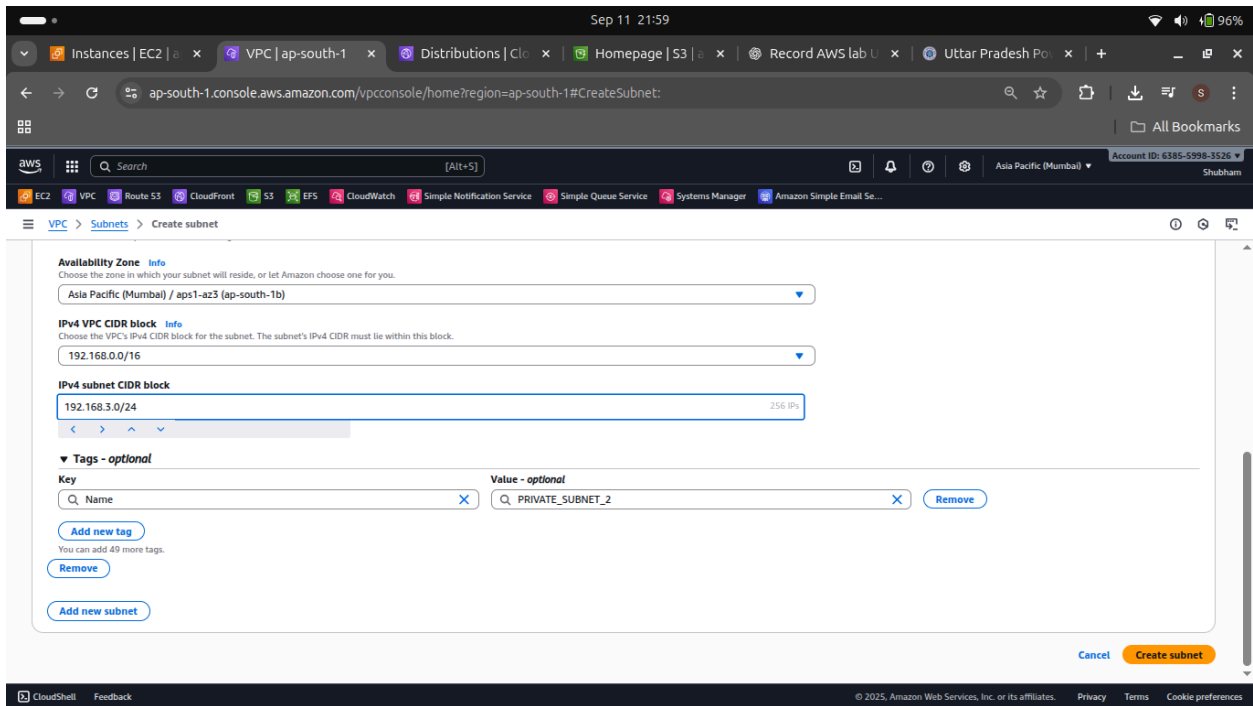 Sep 11 21:59
96%
Instances | EC2 | a
VPC | ap-south-1
Distributions | Clo
Homepage | S3 | a
Record AWS lab U
Uttar Pradesh Pow
ap-south-1.console.aws.amazon.com/vpcconsole/home?region=ap-south-1#CreateSubnet:
S
All Bookmarks
aws
Search
[Alt+S]
Asia Pacific (Mumbai)
Account ID: 6385-5998-3526
Shubham
EC2 VPC Route 53 CloudFront S3 EFS CloudWatch Simple Notification Service Simple Queue Service Systems Manager Amazon Simple Email Se...
VPC > Subnets > Create subnet
Availability Zone Info
Choose the zone in which your subnet will reside, or let Amazon choose one for you.
Asia Pacific (Mumbai) / aps1-az3 (ap-south-1b)
IPv4 VPC CIDR block Info
Choose the VPC's IPv4 CIDR block for the subnet. The subnet's IPv4 CIDR must lie within this block.
192.168.0.0/16
IPv4 subnet CIDR block
192.168.3.0/24 256 IPs
Tags - optional
Key Value - optional
Name PRIVATE_SUBNET_2 Remove
Add new tag
You can add 49 more tags.
Remove
Add new subnet
Cancel Create subnet
CloudShell Feedback © 2025, Amazon Web Services, Inc. or its affiliates. Privacy Terms Cookie preferences